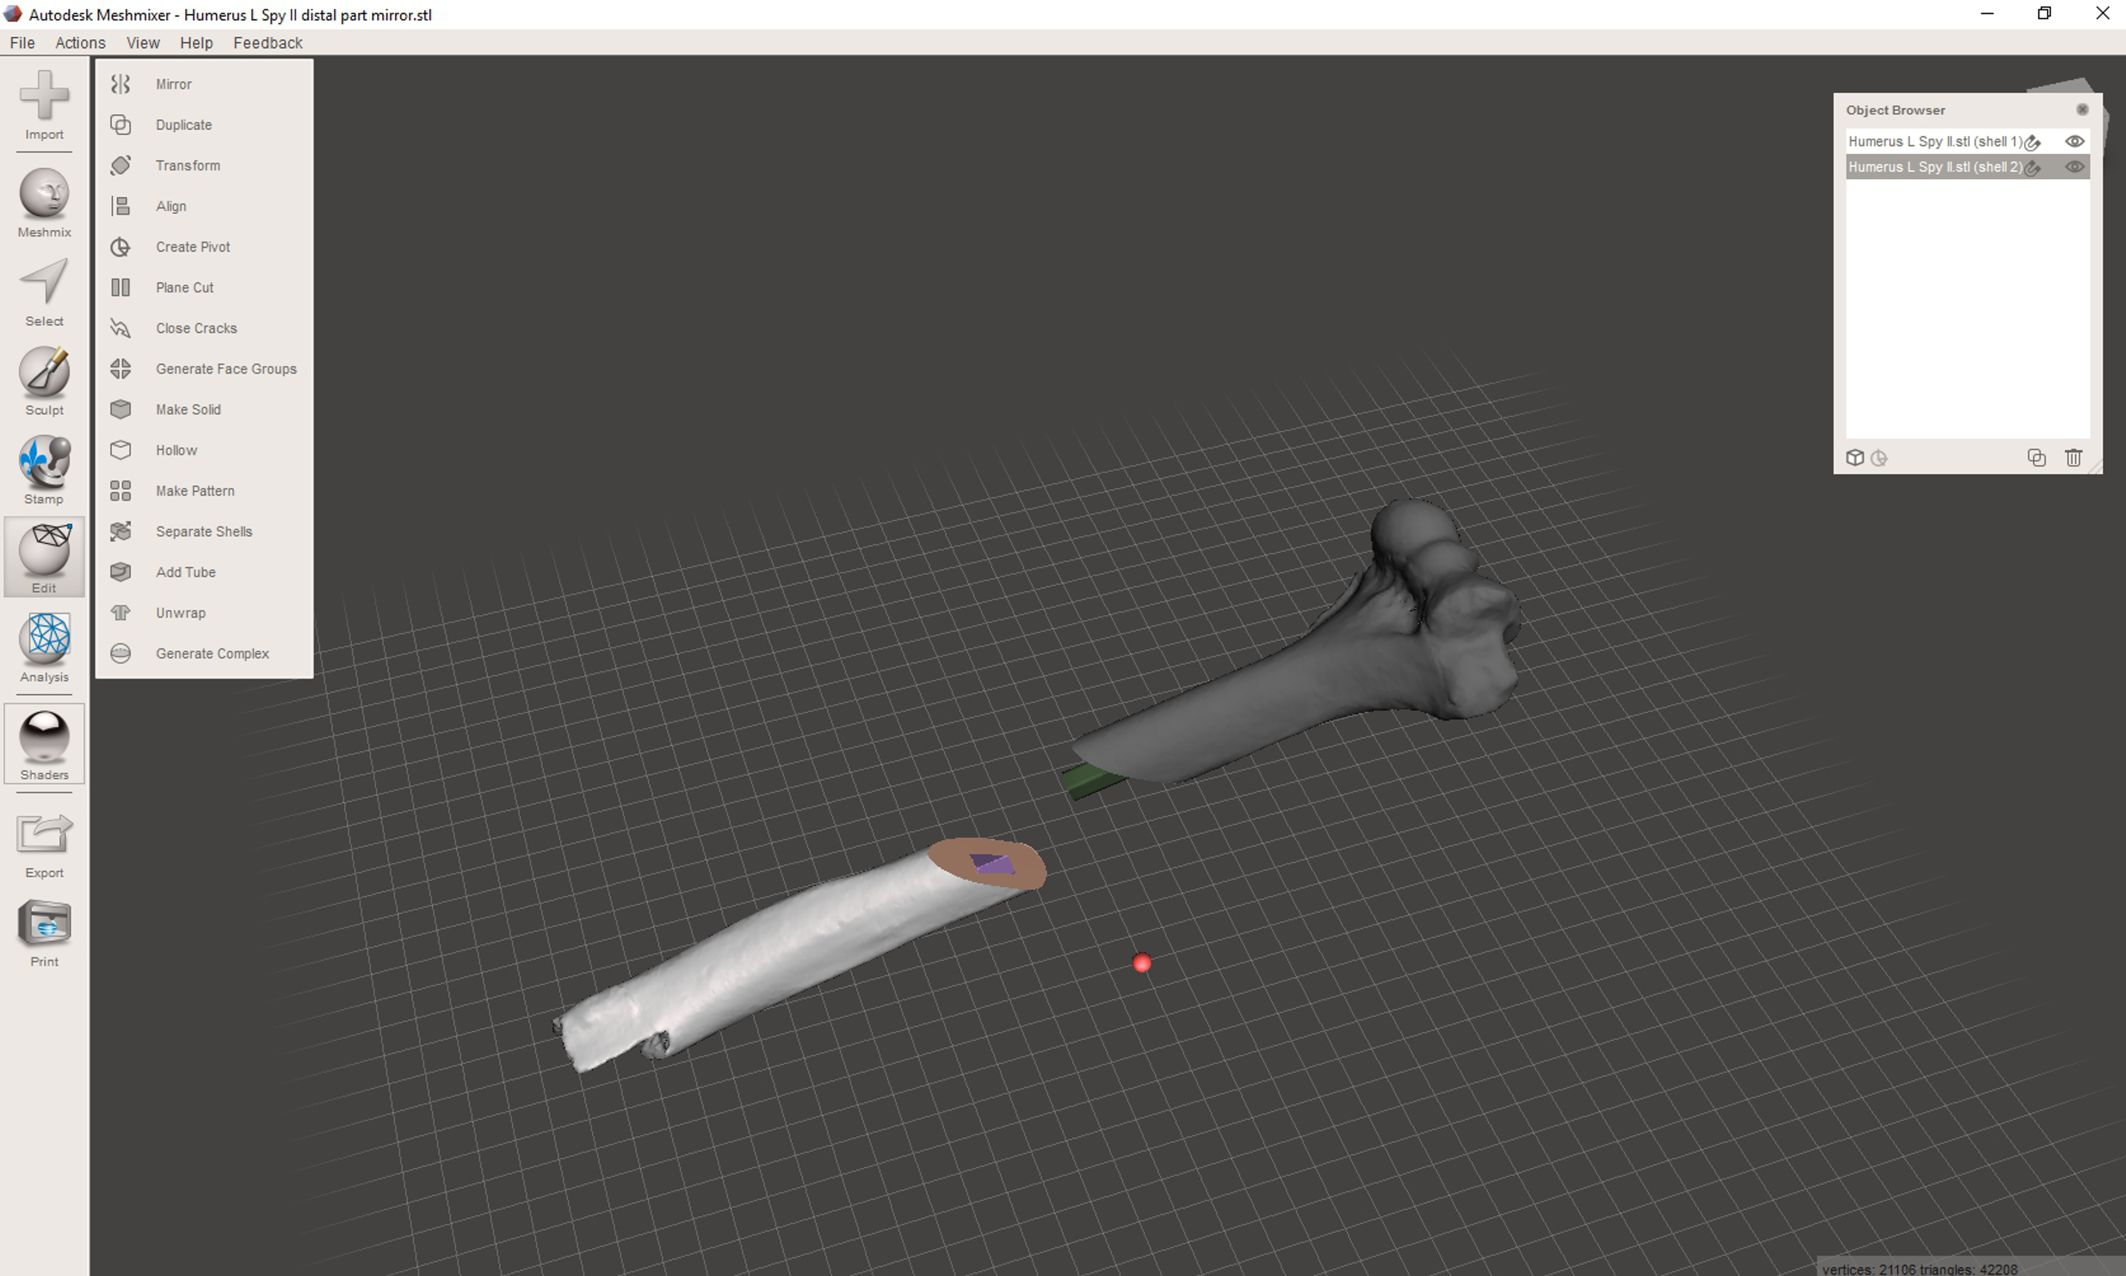 Autodesk Meshmixer - Humerus L Spy II distal part mirror.stl
File Actions View Help Feedback
Import
Meshmix
Select
Sculpt
Stamp
Edit
Analysis
Shaders
Export
Print
Mirror
Duplicate
Transform
Align
Create Pivot
Plane Cut
Close Cracks
Generate Face Groups
Make Solid
Hollow
Make Pattern
Separate Shells
Add Tube
Unwrap
Generate Complex
Object Browser
Humerus L Spy II.stl (shell 1)
Humerus L Spy II.stl (shell 2)
vertices: 21106 triangles: 42208